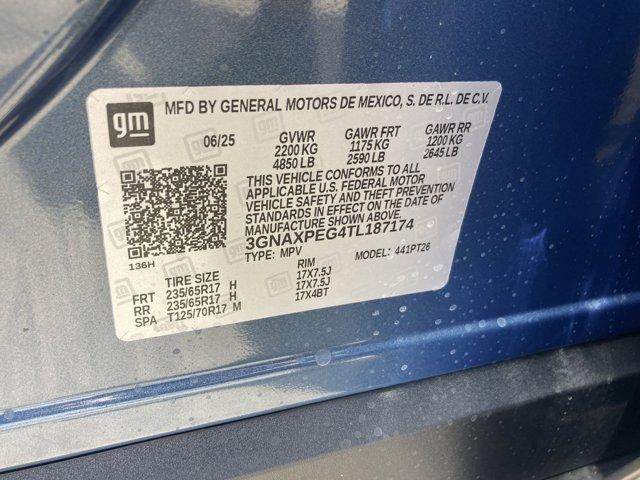 gm MFD BY GENERAL MOTORS DE MEXICO, S. DE R.L. DE C.V.
06/25 GVWR GAWR FRT GAWR RR
2200 KG 1175 KG 1200 KG
4850 LB 2590 LB 2645 LB
THIS VEHICLE CONFORMS TO ALL
APPLICABLE U.S. FEDERAL MOTOR
VEHICLE SAFETY AND THEFT PREVENTION
STANDARDS IN EFFECT ON THE DATE OF
MANUFACTURE SHOWN ABOVE.
3GNAXPEG4TL187174
136H TYPE: MPV MODEL: 441PT26
TIRE SIZE RIM
FRT 235/65R17 H 17X7.5J
RR 235/65R17 H 17X7.5J
SPA T125/70R17 M 17X4BT